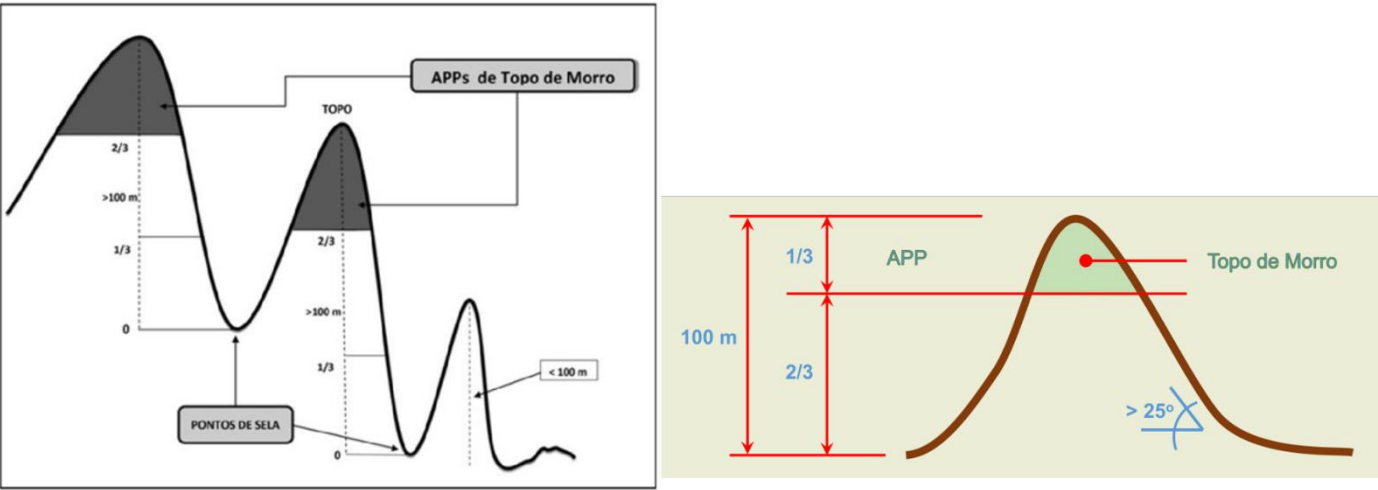 APPs de Topo de Morro
TOPO
2/3
>100 m
1/3
0
2/3
>100 m
1/3
0
< 100 m
PONTOS DE SELA
1/3
APP
Topo de Morro
100 m
2/3
> 25º